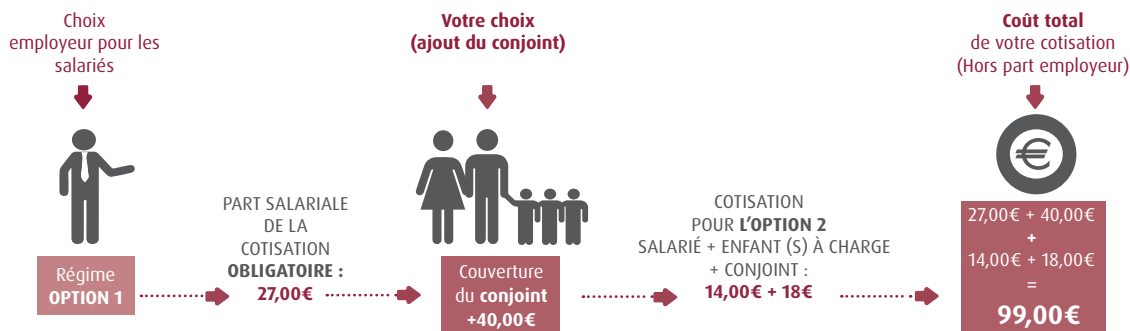 Choix
employeur pour les
salariés
Votre choix
(ajout du conjoint)
Coût total
de votre cotisation
(Hors part employeur)
PART SALARIALE
DE LA
COTISATION
OBLIGATOIRE :
27,00€
COTISATION
POUR L'OPTION 2
SALARIÉ + ENFANT (S) À CHARGE
+ CONJOINT :
14,00€ + 18€
Régime
OPTION 1
Couverture
du conjoint
+40,00€
€
27,00€ + 40,00€
+
14,00€ + 18,00€
=
99,00€